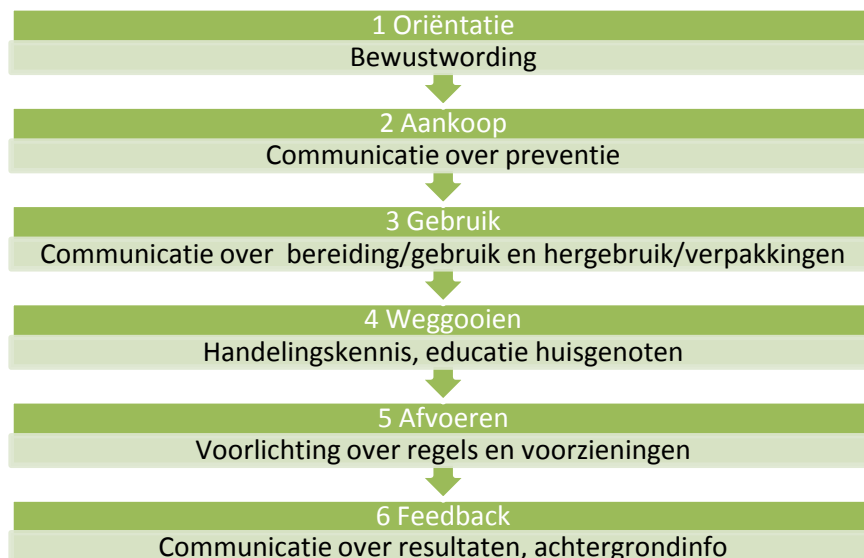 1 Oriëntatie
Bewustwording
2 Aankoop
Communicatie over preventie
3 Gebruik
Communicatie over bereiding/gebruik en hergebruik/verpakkingen
4 Weggooien
Handelingskennis, educatie huisgenoten
5 Afvoeren
Voorlichting over regels en voorzieningen
6 Feedback
Communicatie over resultaten, achtergrondinfo